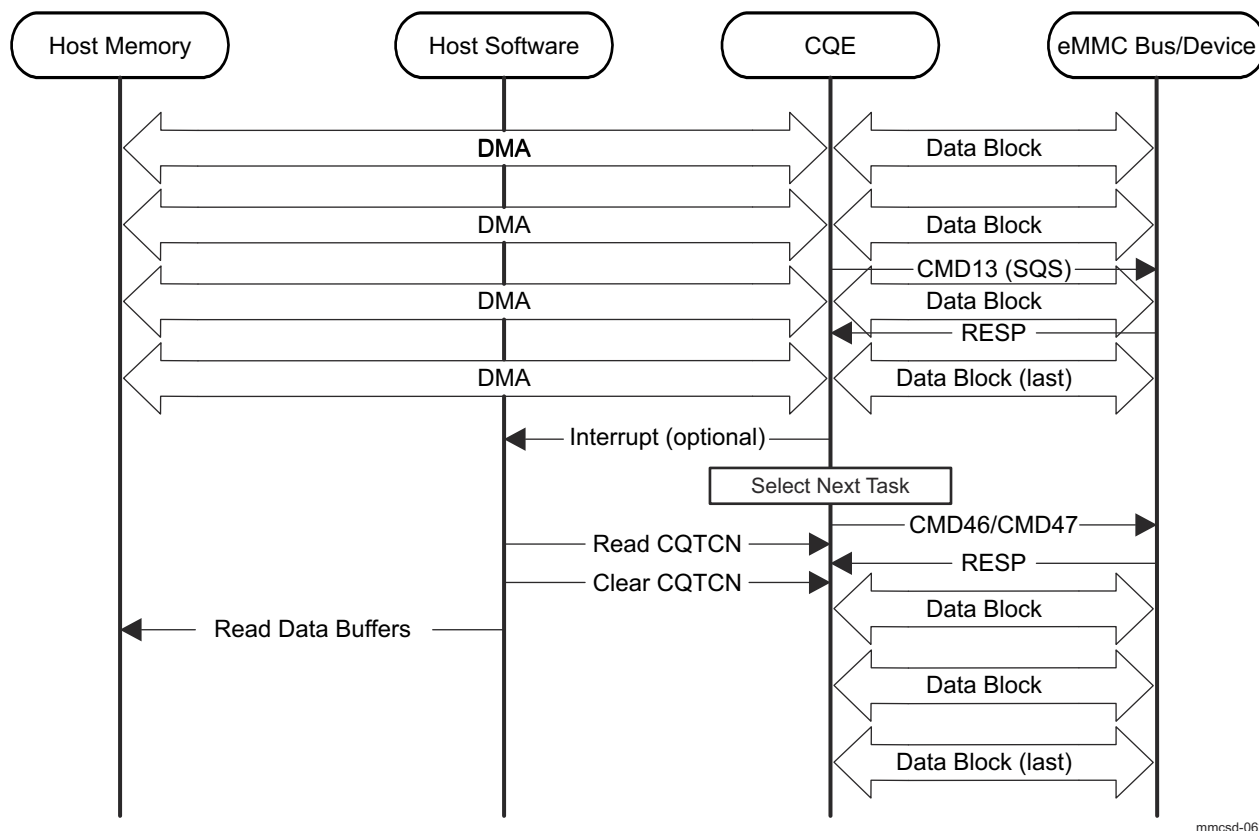 Host Memory
Host Software
CQE
eMMC Bus/Device
DMA
Data Block
DMA
Data Block
CMD13 (SQS)
DMA
Data Block
RESP
DMA
Data Block (last)
Interrupt (optional)
Select Next Task
CMD46/CMD47
Read CQTCN
RESP
Clear CQTCN
Data Block
Read Data Buffers
Data Block
Data Block (last)